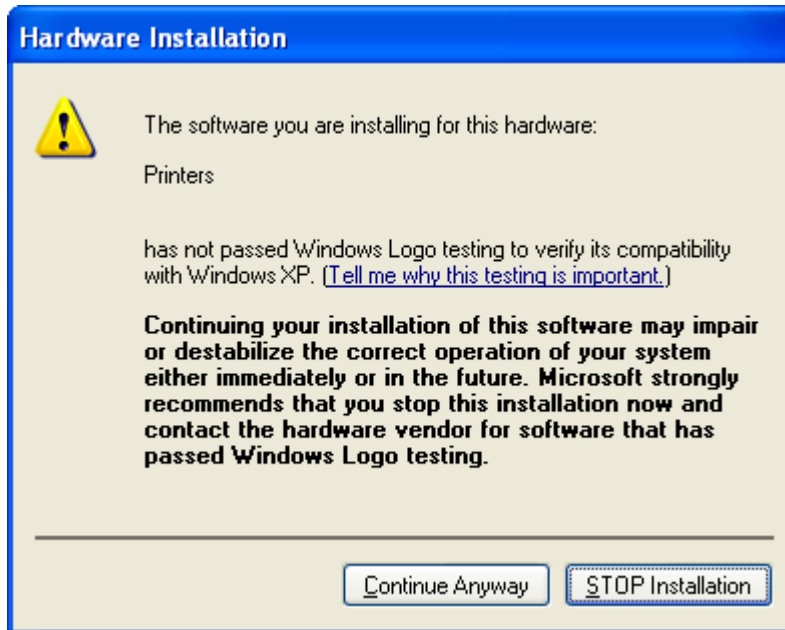 Hardware Installation
The software you are installing for this hardware:
Printers
has not passed Windows Logo testing to verify its compatibility
with Windows XP. (Tell me why this testing is important.)
Continuing your installation of this software may impair
or destabilize the correct operation of your system
either immediately or in the future. Microsoft strongly
recommends that you stop this installation now and
contact the hardware vendor for software that has
passed Windows Logo testing.
Continue Anyway
STOP Installation